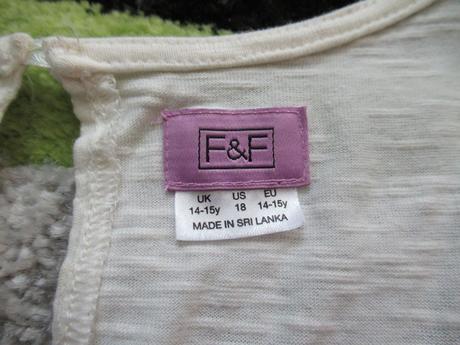 F&F
UK US EU
14-15y 18 14-15y
MADE IN SRI LANKA